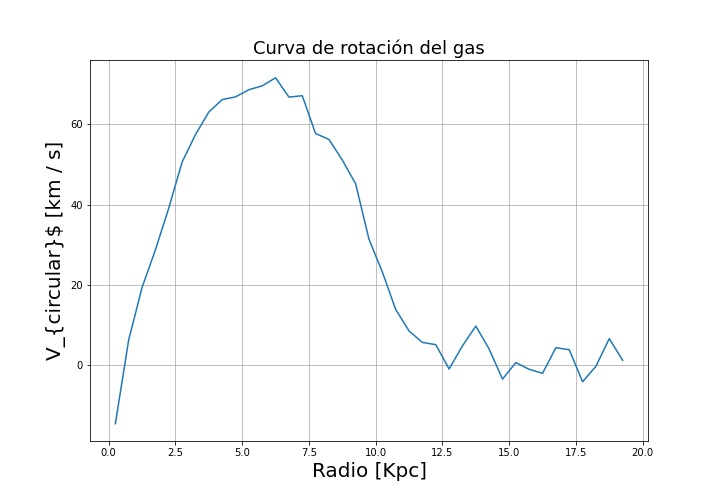 Curva de rotación del gas
V_{circular}$ [km / s]
60
40
20
0
0.0 2.5 5.0 7.5 10.0 12.5 15.0 17.5 20.0
Radio [Kpc]